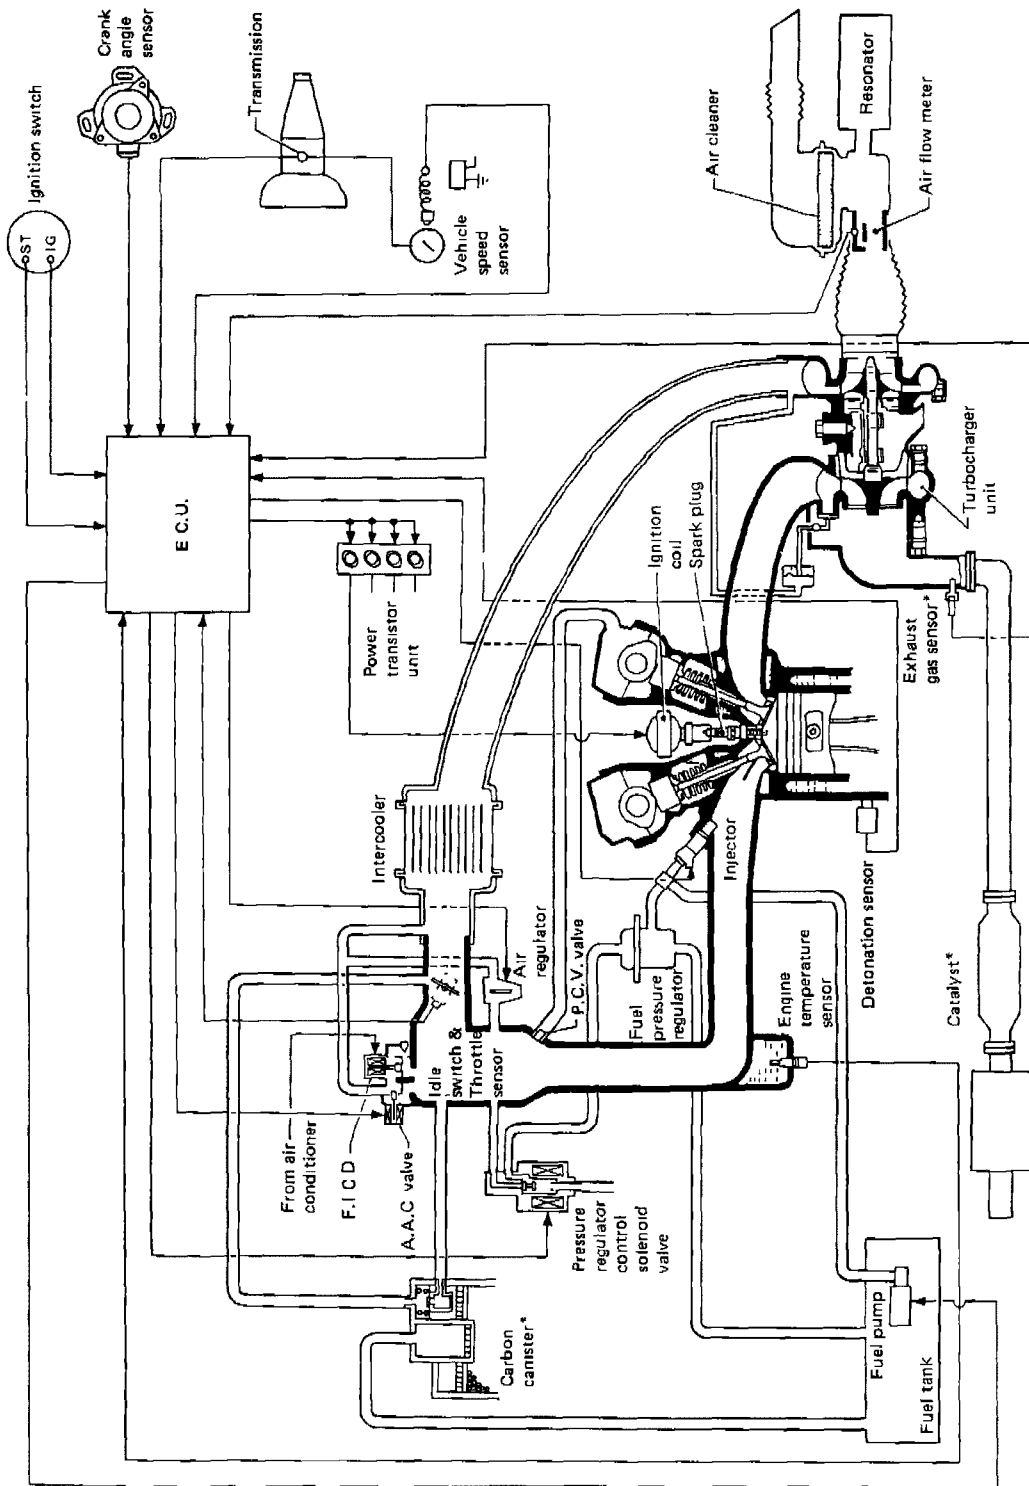 Crank
angle
sensor
Ignition switch
ST
IG
Transmission
Vehicle
speed
sensor
Resonator
Air cleaner
Air flow meter
E C.U.
Power
transistor
unit
Ignition
coil
Spark plug
Turbocharger
unit
Exhaust
gas sensor*
Intercooler
Air
regulator
P.C.V. valve
Injector
Fuel
pressure
regulator
Engine
temperature
sensor
Detonation sensor
Catalyst*
Idle
switch &
Throttle
sensor
From air
conditioner
F.I C D
A.A.C valve
Pressure
regulator
control
solenoid
valve
Carbon
canister*
Fuel pump
Fuel tank